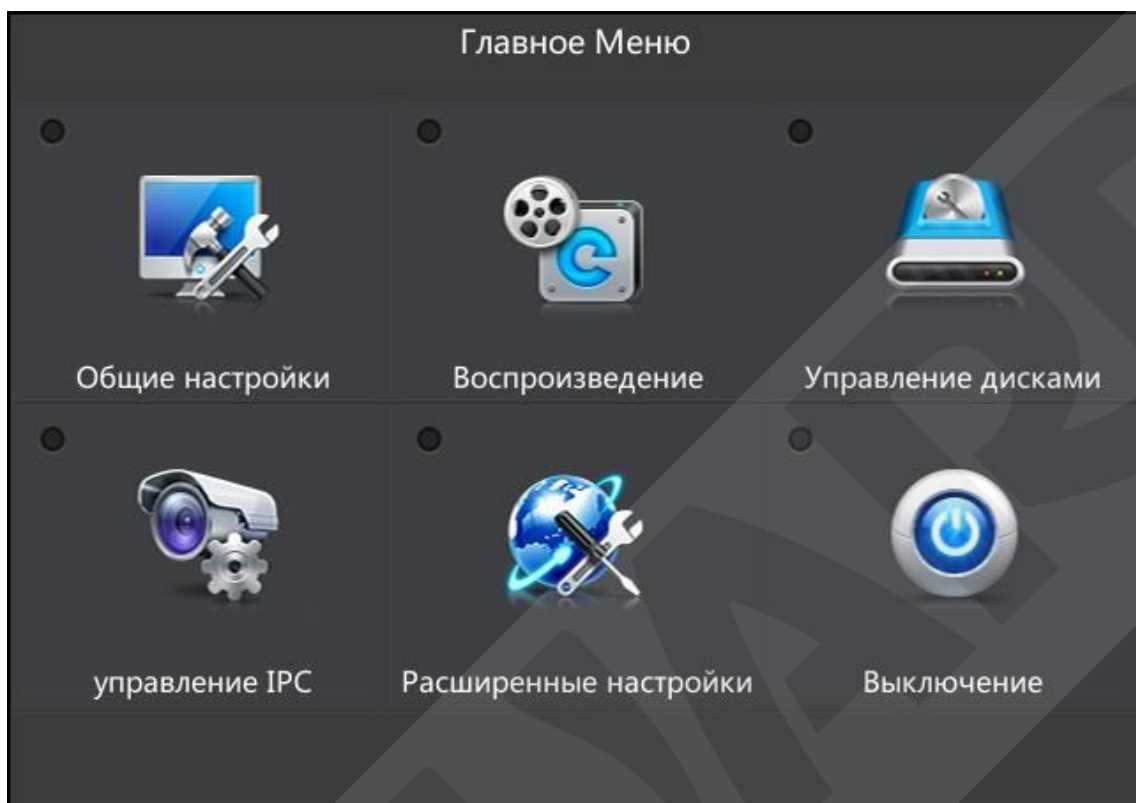 Главное Меню
Общие настройки
Воспроизведение
Управление дисками
управление IPC
Расширенные настройки
Выключение